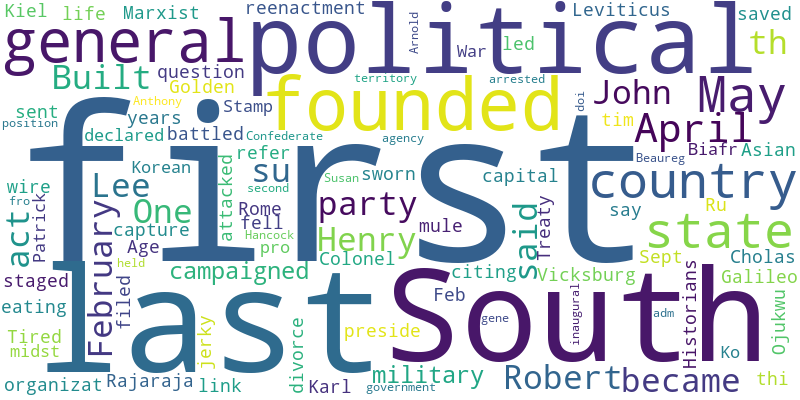 Kiel life Marxist reenactment Arnold Leviticus saved
general political War led th
Built question Golden territory arrested John May
Anthony Stamp founded doi tim April
sent years
position declared battled Confederate agency Biafr Asian
Beaureg
first
Korean refer su sworn capital country
wire Lee second Susan
fro Patrick act One attacked Rome party mule Treaty say Ru state
February capture fell Hancock Henry said
Age pro Colonel Sept Cholas
staged held campaigned citing Vicksburg Galileo
last South
eating filed Feb Historians Ojukwu
Tired jerky divorce preside gene inaugural adm
midst Ko
organizat Rajaraja link Karl military Robert became thi
government